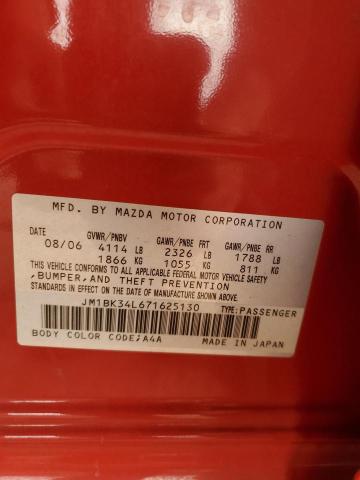 MFD. BY MAZDA MOTOR CORPORATION
DATE GVWR/PNBV GAWR/PNBE FRT GAWR/PNBE RR
08/06 4114 LB 2326 LB 1788 LB
1866 KG 1055 KG 811 KG
THIS VEHICLE CONFORMS TO ALL APPLICABLE FEDERAL MOTOR VEHICLE SAFETY
,BUMPER,AND THEFT PREVENTION
STANDARDS IN EFFECT ON THE DATE OF MANUFACTURE SHOWN ABOVE.
JM1BK34L671625130 TYPE:PASSENGER
BODY COLOR CODE;A4A MADE IN JAPAN